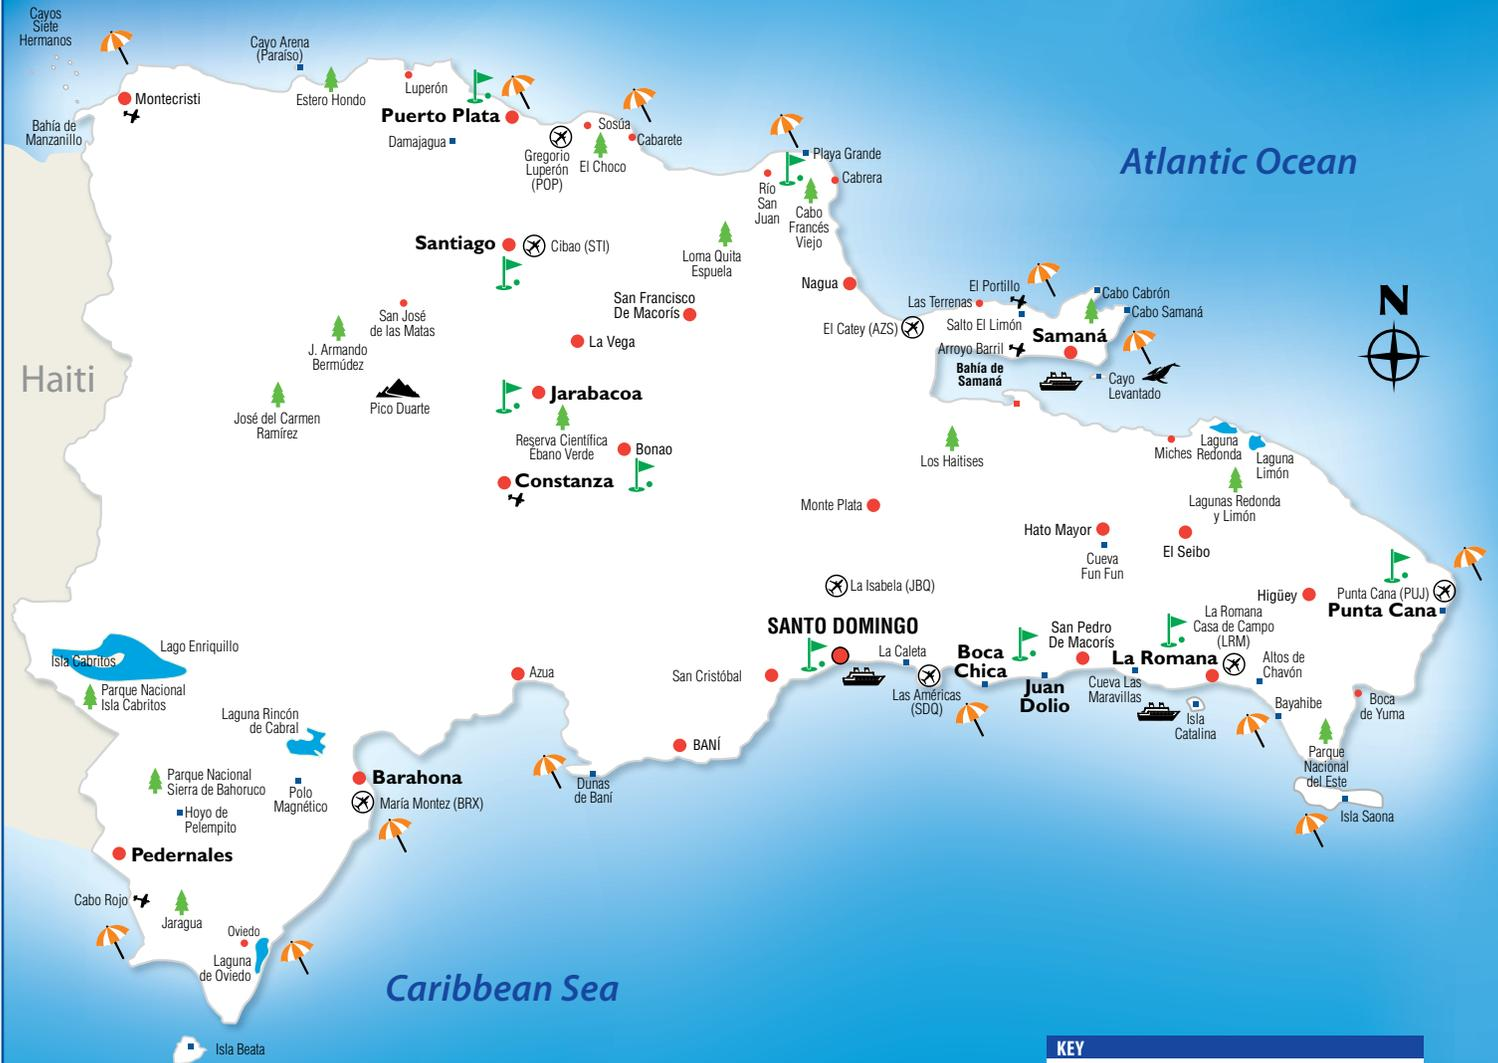 Cayos
Siete
Hermanos
Cayo Arena
(Paraíso)
Montecristi
Estero Hondo
Luperón
Puerto Plata
Bahía de
Manzanillo
Damajagua
Sosúa
Cabarete
Gregorio
Luperón
(POP)
El Choco
Playa Grande
Cabrera
Río
San
Juan
Cabo
Francés
Viejo
Atlantic Ocean
Santiago
Cibao (STI)
Loma Quita
Espuela
Nagua
San Francisco
De Macorís
San José
de las Matas
La Vega
J. Armando
Bermúdez
El Portillo
Las Terrenas
Cabo Cabrón
Cabo Samaná
El Catey (AZS)
Salto El Limón
Samaná
Arroyo Barril
Bahía de
Samaná
Cayo
Levantado
N
Haiti
Pico Duarte
Jarabacoa
José del Carmen
Ramírez
Reserva Científica
Ébano Verde
Bonao
Constanza
Los Haitises
Miches
Laguna
Redonda
Laguna
Limón
Lagunas Redonda
y Limón
Monte Plata
Hato Mayor
Cueva
Fun Fun
El Seibo
La Isabela (JBQ)
Higüey
Punta Cana (PUJ)
Punta Cana
SANTO DOMINGO
La Caleta
Boca
Chica
San Pedro
De Macorís
La Romana
Casa de Campo
(LRM)
La Romana
Altos de
Chavón
Lago Enriquillo
Isla Cabritos
Parque Nacional
Isla Cabritos
Azua
San Cristóbal
Las Américas
(SDQ)
Juan
Dolio
Cueva Las
Maravillas
Isla
Catalina
Bayahibe
Boca
de Yuma
Laguna Rincón
de Cabral
BANÍ
Parque
Nacional
del Este
Parque Nacional
Sierra de Bahoruco
Polo
Magnético
Barahona
María Montez (BRX)
Dunas
de Baní
Isla Saona
Hoyo de
Pelempito
Pedernales
Cabo Rojo
Jaragua
Oviedo
Laguna
de Oviedo
Caribbean Sea
Isla Beata
KEY